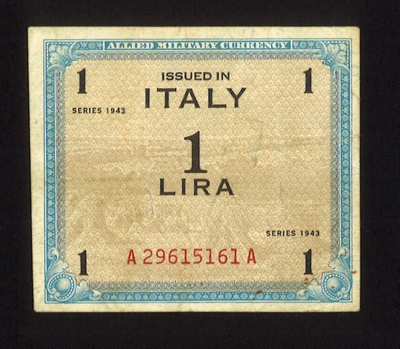 ALLIED MILITARY CURRENCY
1 ISSUED IN 1
ITALY
SERIES 1943
1
LIRA
SERIES 1943
1 A 29615161 A 1